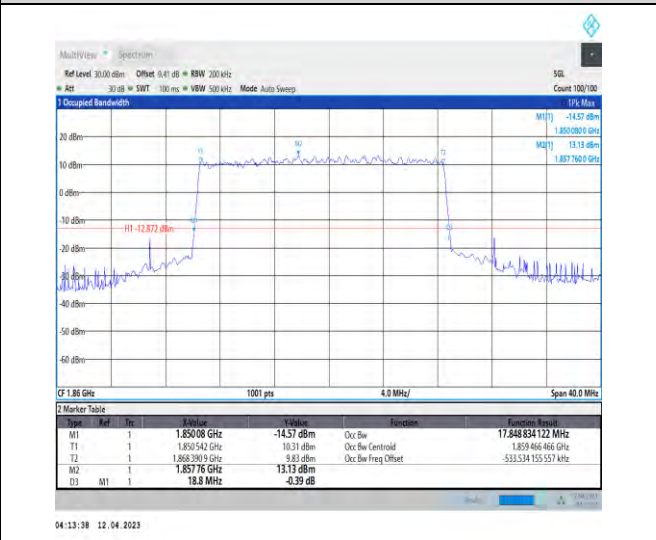 MultiView Spectrum
Ref Level 30.00 dBm Offset 9.41 dB RBW 200 kHz SGL
Att 30 dB SWT 100 ms VBW 500 kHz Mode Auto Sweep Count 100/100
1 Occupied Bandwidth 1Pk Max
M1[1] -14.57 dBm
1.8500800 GHz
M2[1] 13.13 dBm
1.8577600 GHz
20 dBm
T1
M2
T2
10 dBm
0 dBm
-10 dBm
H1 -12.872 dBm
-20 dBm
-30 dBm
-40 dBm
-50 dBm
-60 dBm
CF 1.86 GHz 1001 pts 4.0 MHz/ Span 40.0 MHz
2 Marker Table
Type Ref Trc X-Value Y-Value Function Function Result
M1 1 1.85008 GHz -14.57 dBm Occ Bw 17.848 834 122 MHz
T1 1 1.850 542 GHz 10.31 dBm Occ Bw Centroid 1.859 466 466 GHz
T2 1 1.868 390 9 GHz 9.83 dBm Occ Bw Freq Offset -533.534 155 557 kHz
M2 1 1.857 76 GHz 13.13 dBm
D3 M1 1 18.8 MHz -0.39 dB
04:13:38 12.04.2023